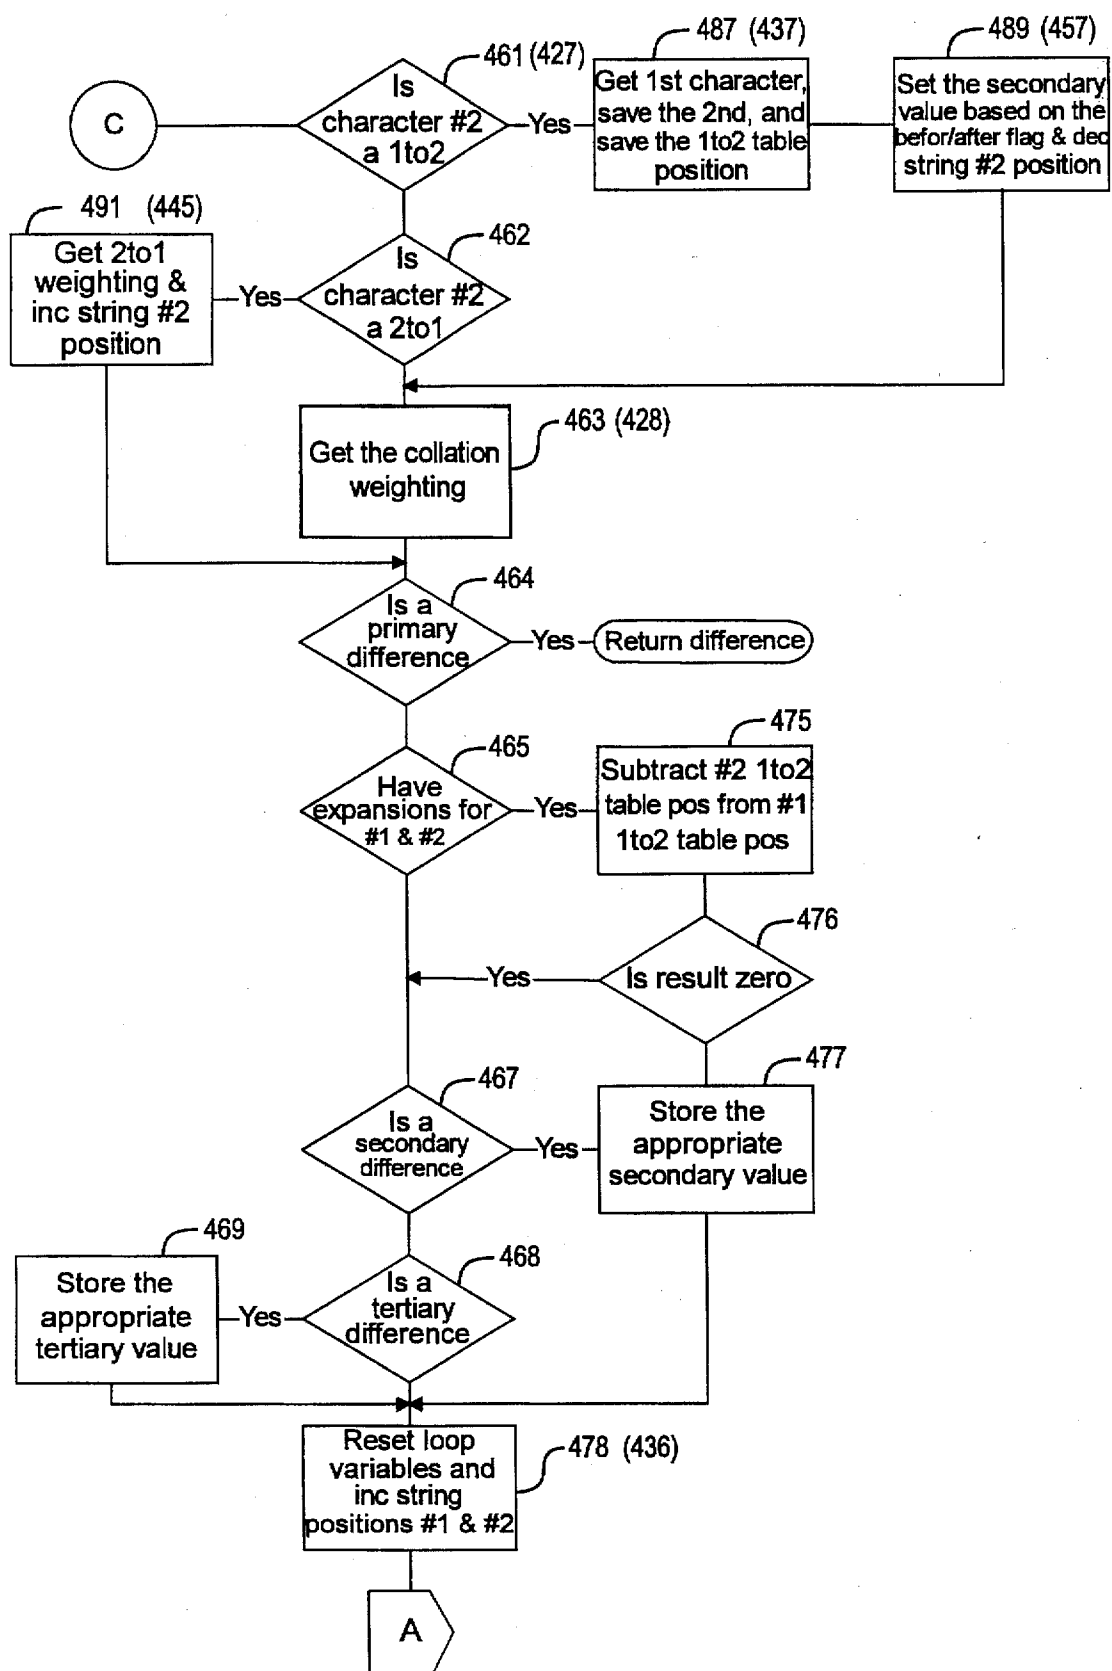 C
461 (427)
Is
character #2
a 1to2
Yes
487 (437)
Get 1st character,
save the 2nd, and
save the 1to2 table
position
489 (457)
Set the secondary
value based on the
befor/after flag & dec
string #2 position
491 (445)
Get 2to1
weighting &
inc string #2
position
Yes
462
Is
character #2
a 2to1
463 (428)
Get the collation
weighting
464
Is a
primary
difference
Yes
Return difference
465
Have
expansions for
#1 & #2
Yes
475
Subtract #2 1to2
table pos from #1
1to2 table pos
476
Is result zero
Yes
467
Is a
secondary
difference
Yes
477
Store the
appropriate
secondary value
469
Store the
appropriate
tertiary value
Yes
468
Is a
tertiary
difference
478 (436)
Reset loop
variables and
inc string
positions #1 & #2
A